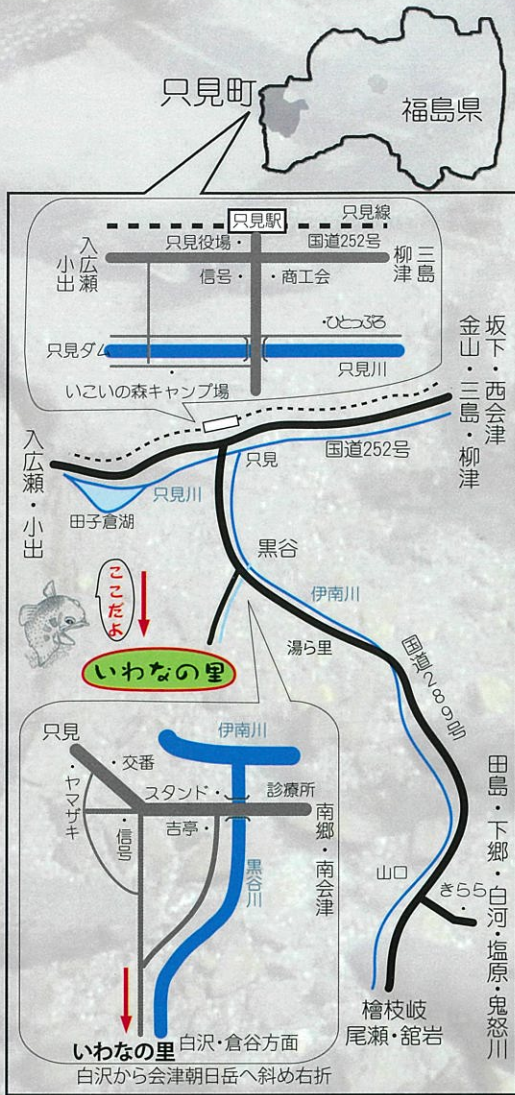 只見町
福島県
只見駅
只見線
只見役場・
国道252号
入広瀬
小出
三島
柳津
信号・
・商工会
・ひとっぷろ
只見ダム
只見川
いこいの森キャンプ場
坂下・西会津
金山・三島・柳津
国道252号
只見
入広瀬・小出
只見川
田子倉湖
黒谷
伊南川
ここだよ
いわなの里
湯ら里
国道289号
只見
伊南川
・交番
・ヤマザキ
スタンド・
診療所
・信号
吉亭・
南郷・南会津
黒谷川
田島・下郷・白河・塩原・鬼怒川
山口
きらら
いわなの里
白沢・倉谷方面
檜枝岐
尾瀬・舘岩
白沢から会津朝日岳へ斜め右折